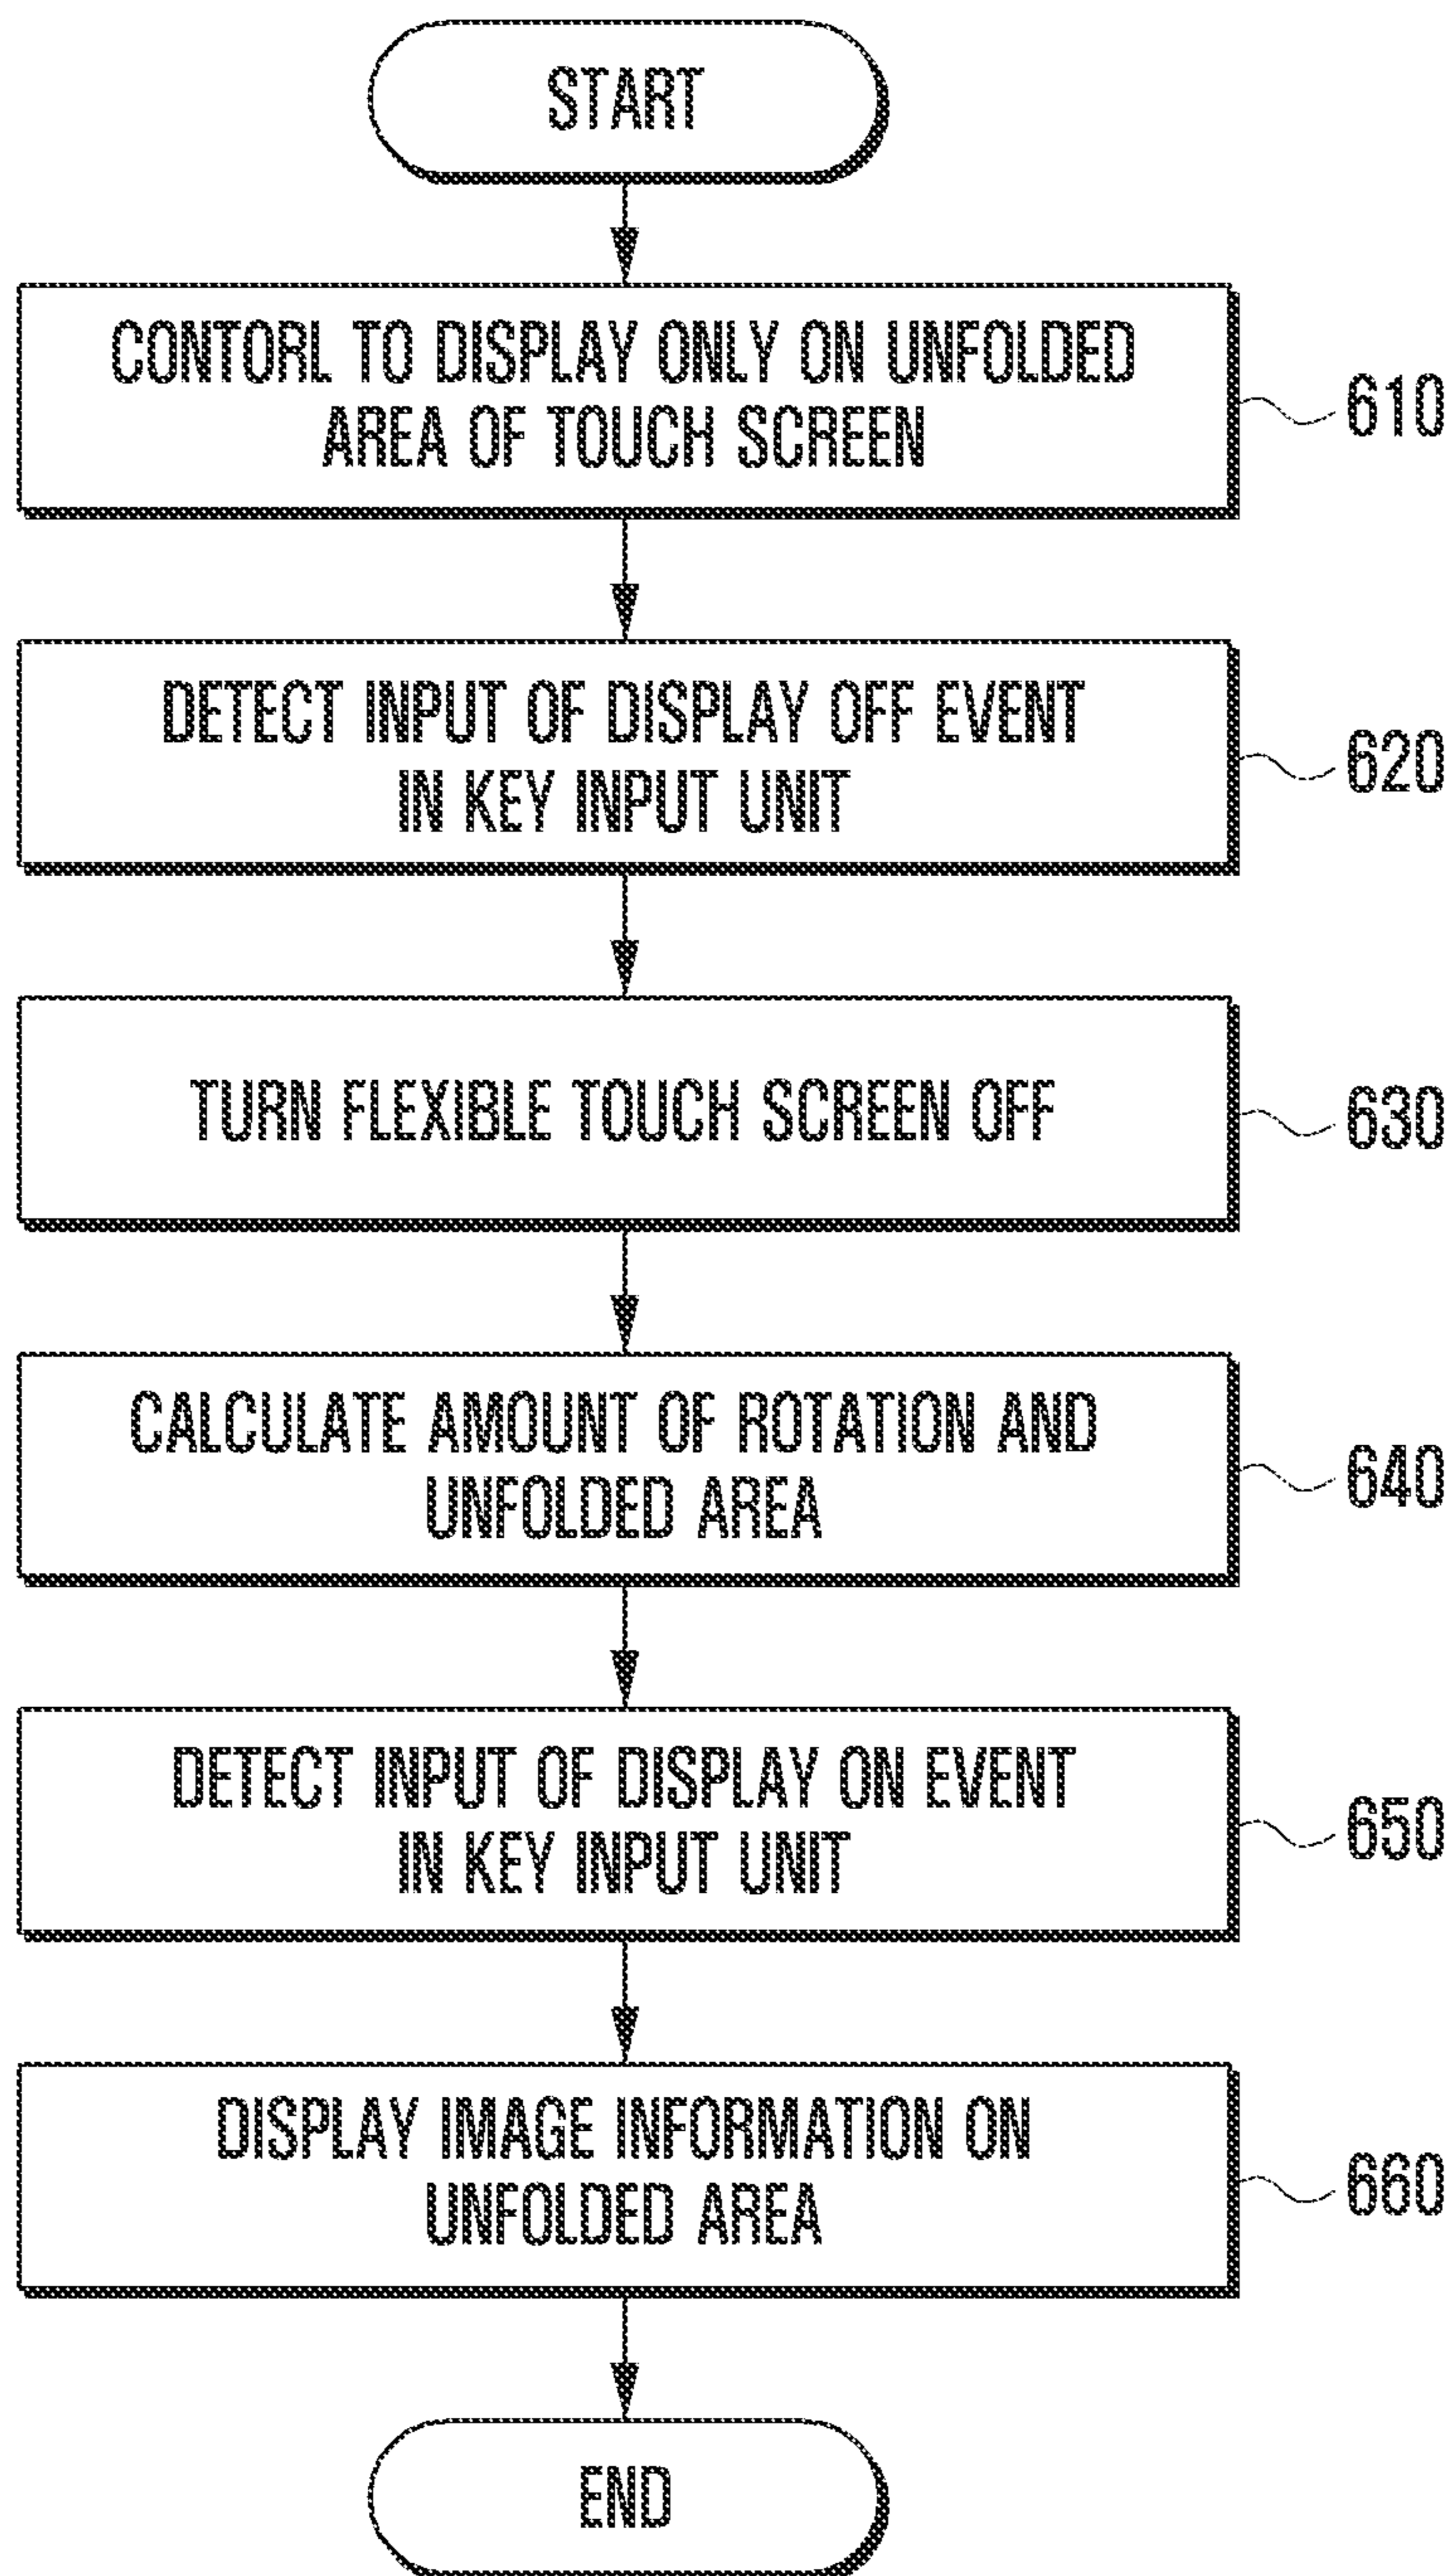 START
CONTORL TO DISPLAY ONLY ON UNFOLDED
AREA OF TOUCH SCREEN
610
DETECT INPUT OF DISPLAY OFF EVENT
IN KEY INPUT UNIT
620
TURN FLEXIBLE TOUCH SCREEN OFF
630
CALCULATE AMOUNT OF ROTATION AND
UNFOLDED AREA
640
DETECT INPUT OF DISPLAY ON EVENT
IN KEY INPUT UNIT
650
DISPLAY IMAGE INFORMATION ON
UNFOLDED AREA
660
END